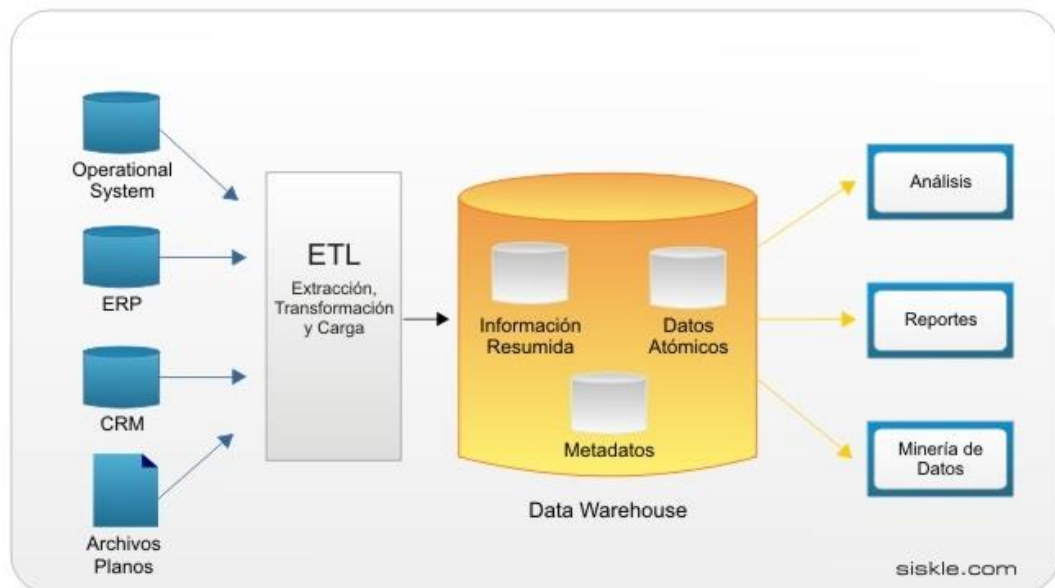 Operational
System
ERP
CRM
Archivos
Planos
ETL
Extracción,
Transformación
y Carga
Información
Resumida
Datos
Atómicos
Metadatos
Data Warehouse
Análisis
Reportes
Minería de
Datos
siskle.com